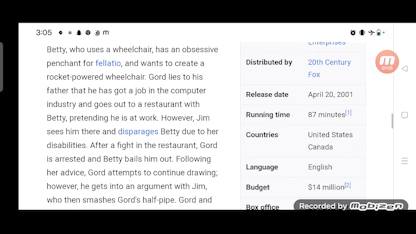 3:05
Betty, who uses a wheelchair, has an obsessive
penchant for fellatio, and wants to create a
rocket-powered wheelchair. Gord lies to his
father that he has got a job in the computer
industry and goes out to a restaurant with
Betty, pretending he is at work. However, Jim
sees him there and disparages Betty due to her
disabilities. After a fight in the restaurant, Gord
is arrested and Betty bails him out. Following
her advice, Gord attempts to continue drawing;
however, he gets into an argument with Jim,
who then smashes Gord's half-pipe. Gord and
Enterprises
Distributed by 20th Century
Fox
Release date April 20, 2001
Running time 87 minutes[1]
Countries United States
Canada
Language English
Budget $14 million[2]
Box office
Recorded by Mobizen